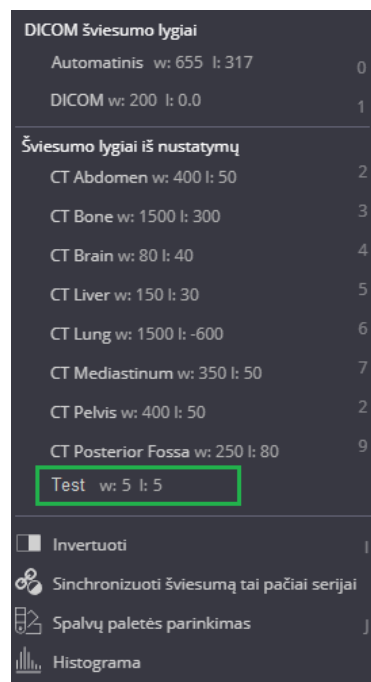 DICOM šviesumo lygiai
Automatinis w: 655 l: 317 0
DICOM w: 200 l: 0.0 1
Šviesumo lygiai iš nustatymų
CT Abdomen w: 400 l: 50 2
CT Bone w: 1500 l: 300 3
CT Brain w: 80 l: 40 4
CT Liver w: 150 l: 30 5
CT Lung w: 1500 l: -600 6
CT Mediastinum w: 350 l: 50 7
CT Pelvis w: 400 l: 50 2
CT Posterior Fossa w: 250 l: 80 9
Test w: 5 l: 5
Invertuoti I
Sinchronizuoti šviesumą tai pačiai serijai
Spalvų paletės parinkimas J
Histograma